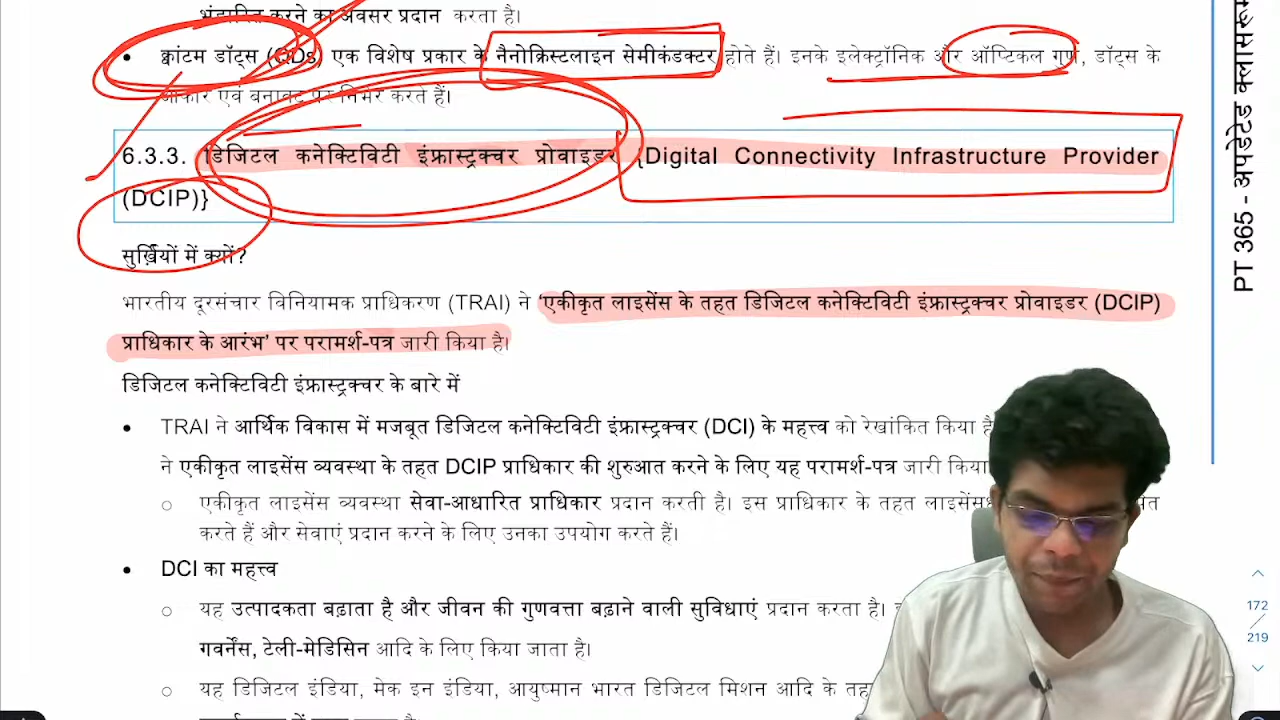 भंडारित करने का अवसर प्रदान करता है।
• क्वांटम डॉट्स (QDs) एक विशेष प्रकार के नैनोक्रिस्टलाइन सेमीकंडक्टर होते हैं। इनके इलेक्ट्रॉनिक और ऑप्टिकल गुण, डॉट्स के
आकार एवं बनावट पर निर्भर करते हैं।
6.3.3. डिजिटल कनेक्टिविटी इंफ्रास्ट्रक्चर प्रोवाइडर {Digital Connectivity Infrastructure Provider
(DCIP)}
सुर्ख़ियों में क्यों?
भारतीय दूरसंचार विनियामक प्राधिकरण (TRAI) ने 'एकीकृत लाइसेंस के तहत डिजिटल कनेक्टिविटी इंफ्रास्ट्रक्चर प्रोवाइडर (DCIP)
प्राधिकार के आरंभ' पर परामर्श-पत्र जारी किया है।
डिजिटल कनेक्टिविटी इंफ्रास्ट्रक्चर के बारे में
• TRAI ने आर्थिक विकास में मजबूत डिजिटल कनेक्टिविटी इंफ्रास्ट्रक्चर (DCI) के महत्त्व को रेखांकित किया
ने एकीकृत लाइसेंस व्यवस्था के तहत DCIP प्राधिकार की शुरुआत करने के लिए यह परामर्श-पत्र जारी किया
○ एकीकृत लाइसेंस व्यवस्था सेवा-आधारित प्राधिकार प्रदान करती है। इस प्राधिकार के तहत
करते हैं और सेवाएं प्रदान करने के लिए उनका उपयोग करते हैं।
• DCI का महत्त्व
○ यह उत्पादकता बढ़ाता है और जीवन की गुणवत्ता बढ़ाने वाली सुविधाएं प्रदान करता है।
गवर्नेंस, टेली-मेडिसिन आदि के लिए किया जाता है।
○ यह डिजिटल इंडिया, मेक इन इंडिया, आयुष्मान भारत डिजिटल मिशन आदि के तहत
PT 365 - अपडेटेड क्लासरूम
172
219